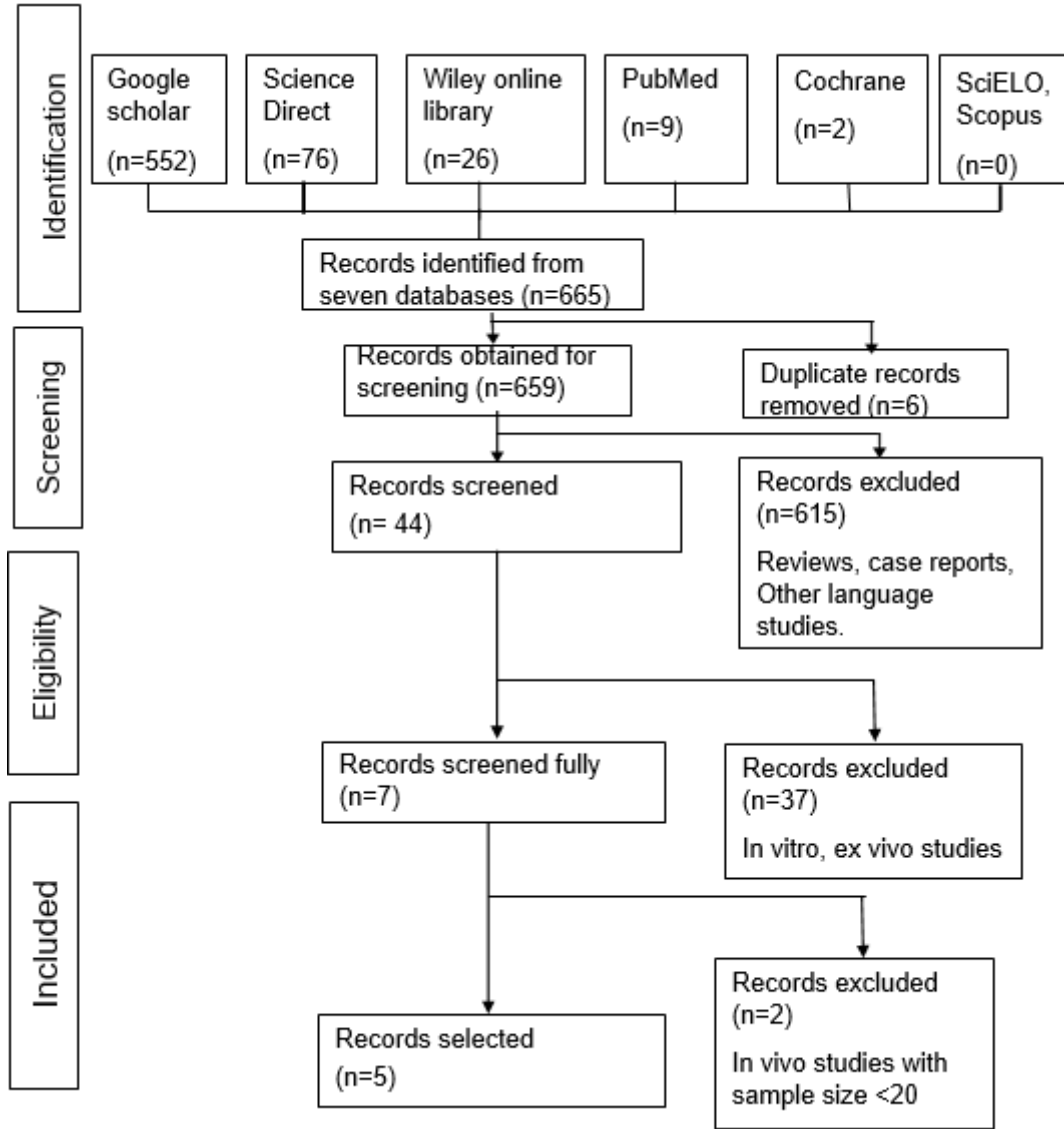 Identification
Google
scholar
(n=552)
Science
Direct
(n=76)
Wiley online
library
(n=26)
PubMed
(n=9)
Cochrane
(n=2)
SciELO,
Scopus
(n=0)
Records identified from
seven databases (n=665)
Screening
Records obtained for
screening (n=659)
Duplicate records
removed (n=6)
Records screened
(n= 44)
Records excluded
(n=615)
Reviews, case reports,
Other language
studies.
Eligibility
Records screened fully
(n=7)
Records excluded
(n=37)
In vitro, ex vivo studies
Included
Records selected
(n=5)
Records excluded
(n=2)
In vivo studies with
sample size <20